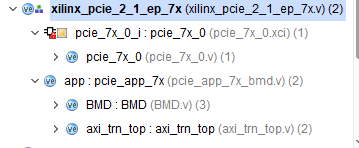 xilinx_pcie_2_1_ep_7x (xilinx_pcie_2_1_ep_7x.v) (2)
pcie_7x_0_i : pcie_7x_0 (pcie_7x_0.xci) (1)
pcie_7x_0 (pcie_7x_0.v) (1)
app : pcie_app_7x (pcie_app_7x_bmd.v) (2)
BMD : BMD (BMD.v) (3)
axi_trn_top : axi_trn_top (axi_trn_top.v) (2)